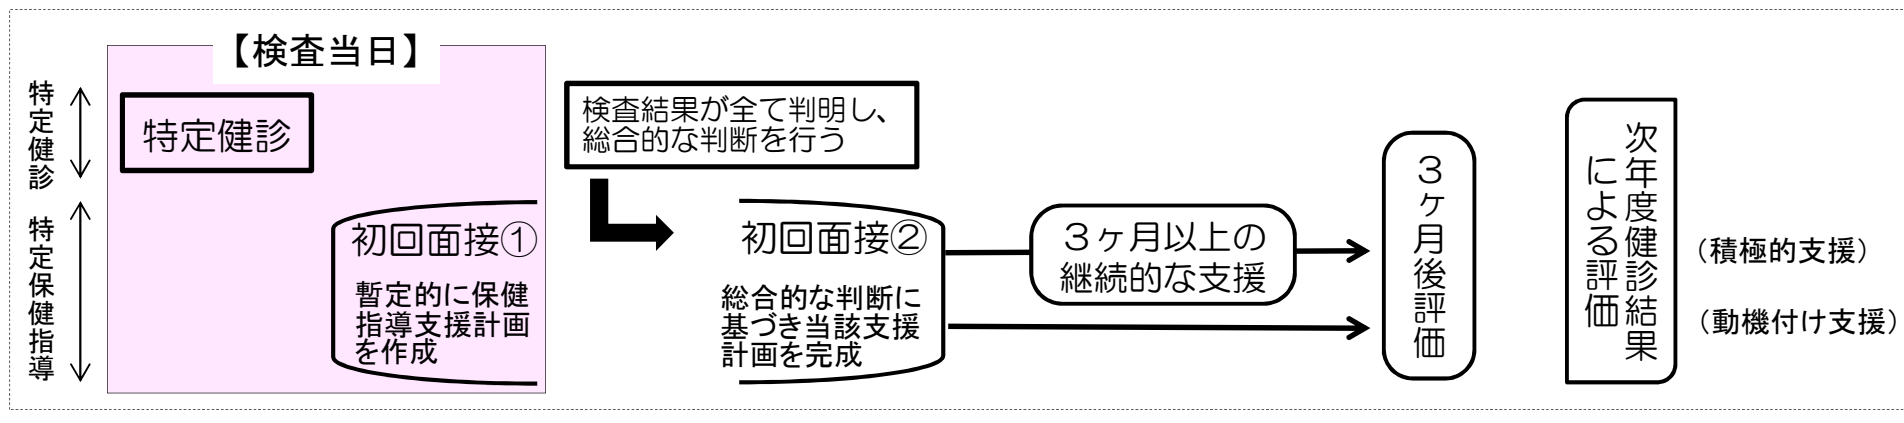 【検査当日】
特定健診
特定健診
検査結果が全て判明し、
総合的な判断を行う
特定保健指導
初回面接①
暫定的に保健
指導支援計画
を作成
初回面接②
総合的な判断に
基づき当該支援
計画を完成
３ヶ月以上の
継続的な支援
３ヶ月後評価
次年度健診結果
による評価
（積極的支援）
（動機付け支援）